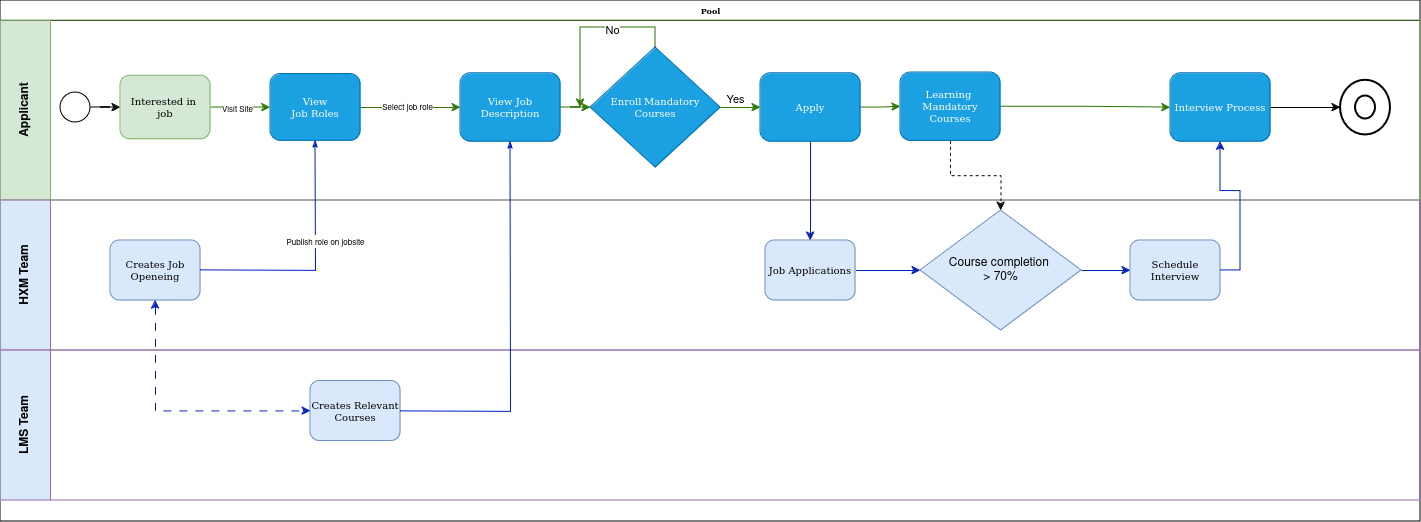 Pool
Applicant
No
Interested in
job
Visit Site
View
Job Roles
Select job role
View Job
Description
Enroll Mandatory
Courses
Yes
Apply
Learning
Mandatory
Courses
Interview Process
HXM Team
Creates Job
Openeing
Publish role on jobsite
Job Applications
Course completion
> 70%
Schedule
Interview
LMS Team
Creates Relevant
Courses